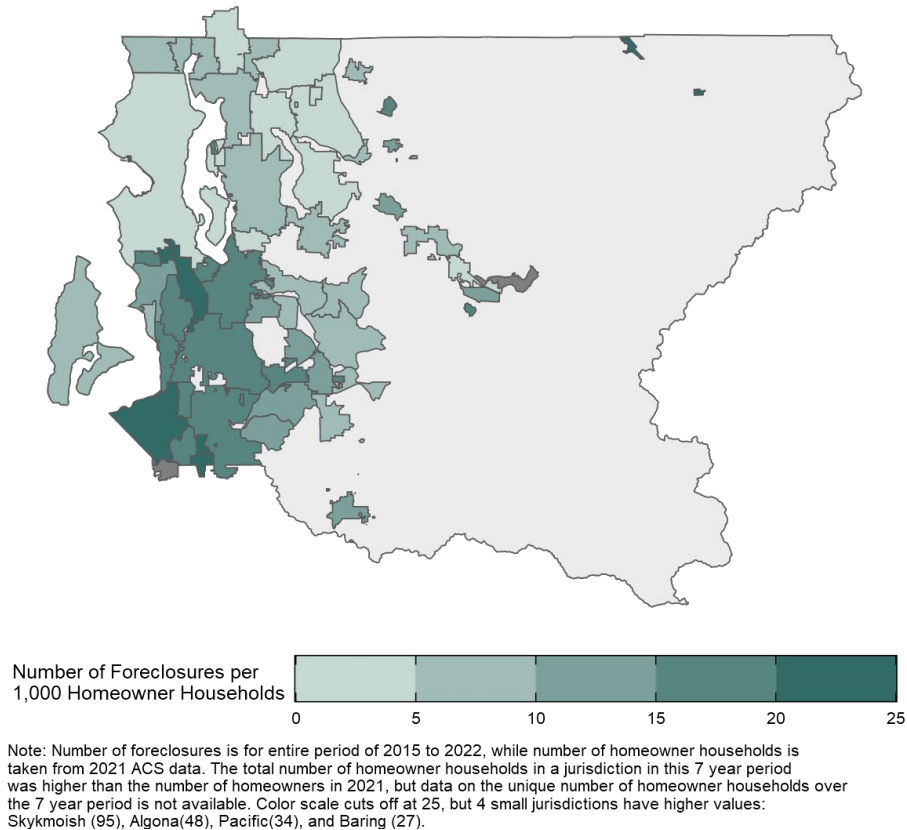 Number of Foreclosures per
1,000 Homeowner Households
0 5 10 15 20 25
Note: Number of foreclosures is for entire period of 2015 to 2022, while number of homeowner households is
taken from 2021 ACS data. The total number of homeowner households in a jurisdiction in this 7 year period
was higher than the number of homeowners in 2021, but data on the unique number of homeowner households over
the 7 year period is not available. Color scale cuts off at 25, but 4 small jurisdictions have higher values:
Skykmoish (95), Algona(48), Pacific(34), and Baring (27).